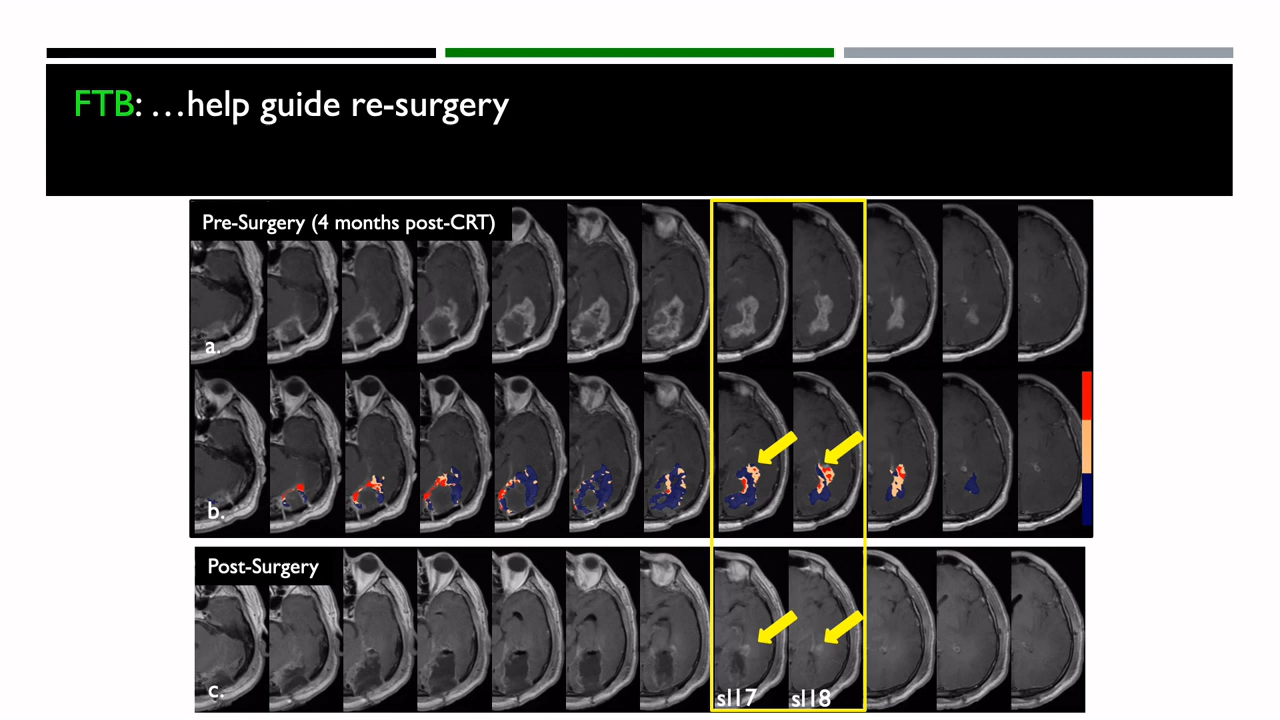 FTB: …help guide re-surgery
Pre-Surgery (4 months post-CRT)
a.
b.
Post-Surgery
c.
sl17
sl18